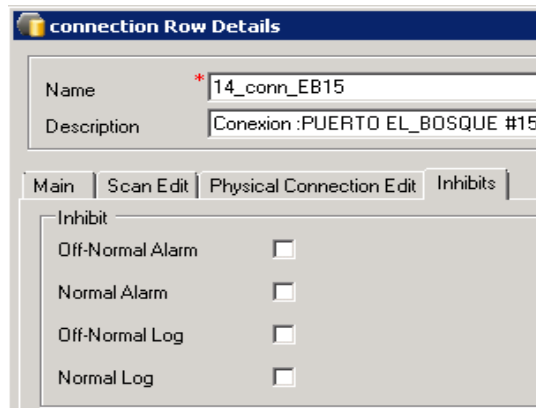 connection Row Details
Name * 14_conn_EB15
Description Conexion :PUERTO EL_BOSQUE #15
Main Scan Edit Physical Connection Edit Inhibits
Inhibit
Off-Normal Alarm
Normal Alarm
Off-Normal Log
Normal Log